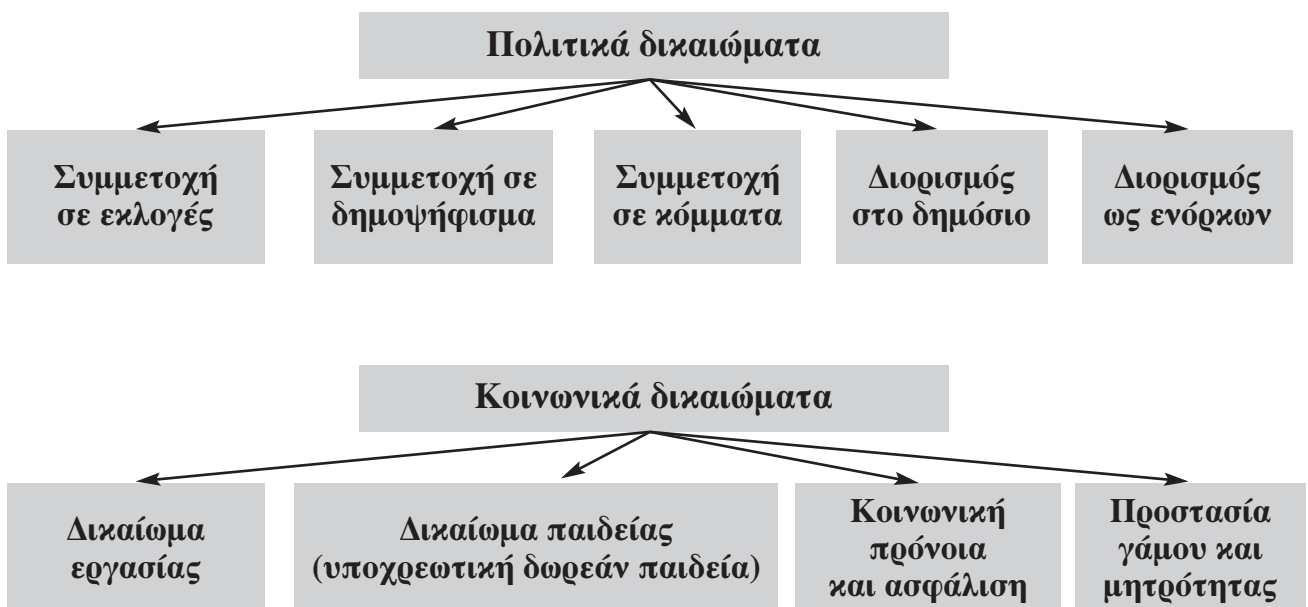 Πολιτικά δικαιώματα
Συμμετοχή
σε εκλογές
Συμμετοχή σε
δημοψήφισμα
Συμμετοχή
σε κόμματα
Διορισμός
στο δημόσιο
Διορισμός
ως ενόρκων
Κοινωνικά δικαιώματα
Δικαίωμα
εργασίας
Δικαίωμα παιδείας
(υποχρεωτική δωρεάν παιδεία)
Κοινωνική
πρόνοια
και ασφάλιση
Προστασία
γάμου και
μητρότητας